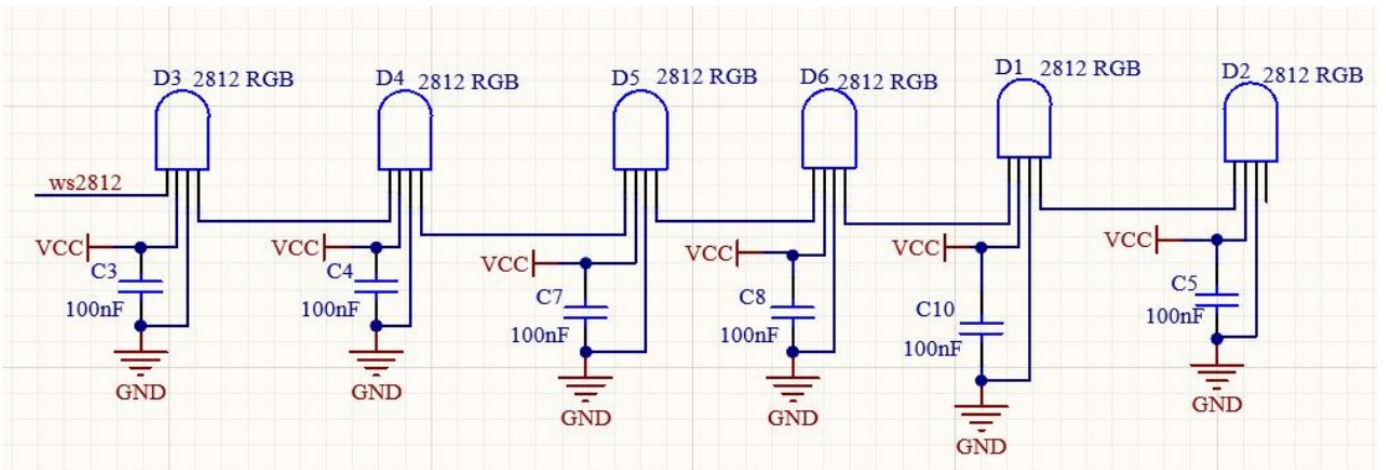 D3 2812 RGB
D4 2812 RGB
D5 2812 RGB
D6 2812 RGB
D1 2812 RGB
D2 2812 RGB
ws2812
VCC
C3
100nF
GND
VCC
C4
100nF
GND
VCC
C7
100nF
GND
VCC
C8
100nF
GND
VCC
C10
100nF
GND
VCC
C5
100nF
GND